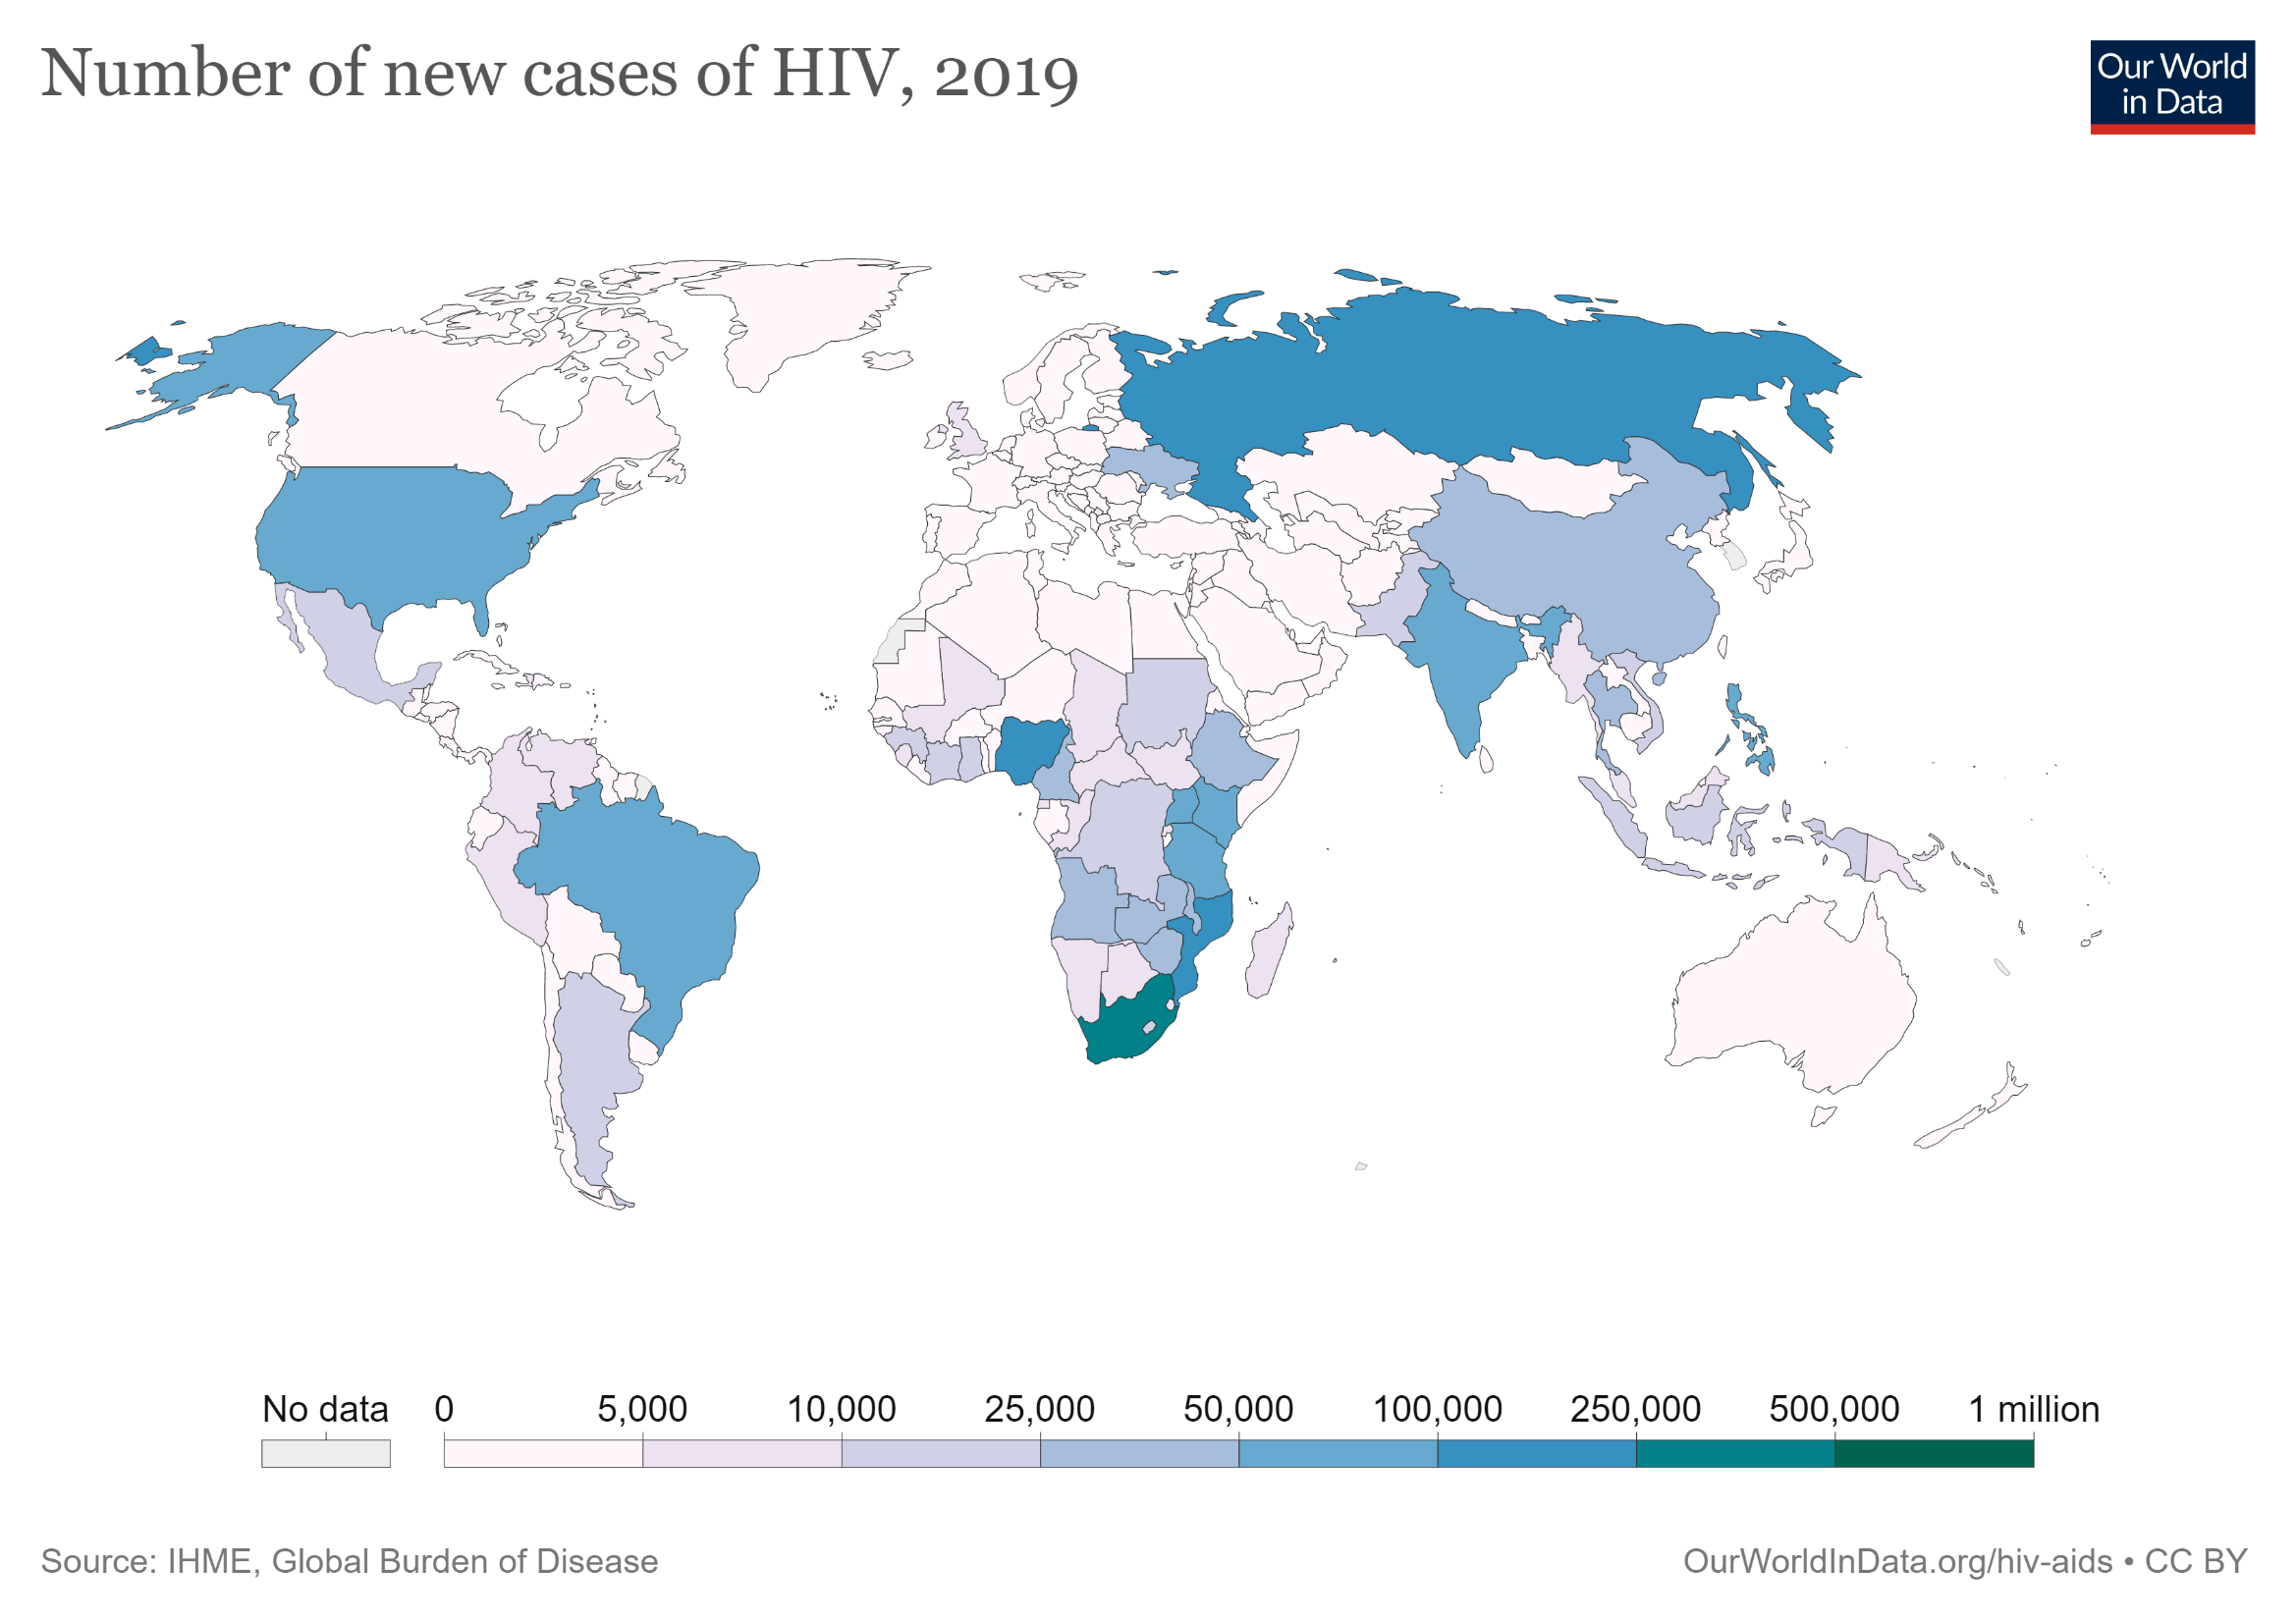 Number of new cases of HIV, 2019
Our World
in Data
No data
0
5,000
10,000
25,000
50,000
100,000
250,000
500,000
1 million
Source: IHME, Global Burden of Disease
OurWorldInData.org/hiv-aids • CC BY